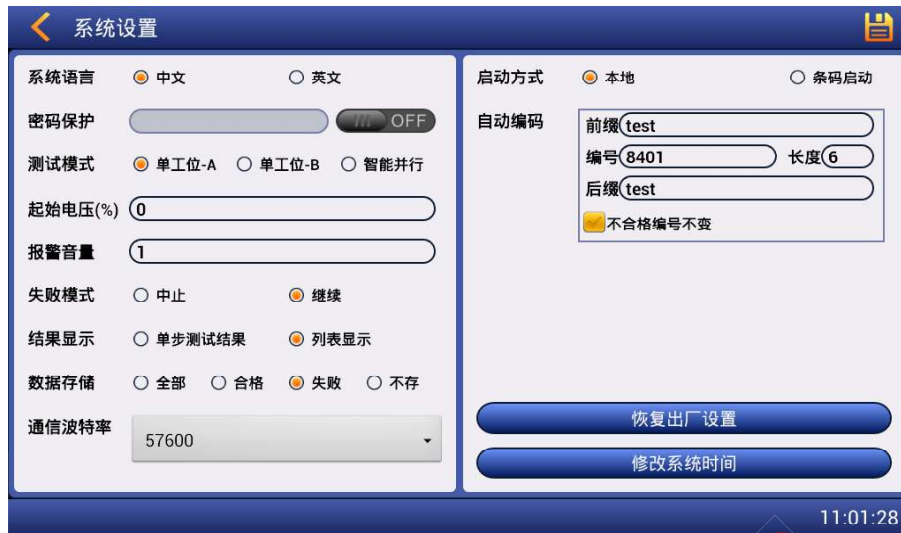 系统设置
系统语言 中文 英文
密码保护 OFF
测试模式 单工位-A 单工位-B 智能并行
起始电压(%) 0
报警音量 1
失败模式 中止 继续
结果显示 单步测试结果 列表显示
数据存储 全部 合格 失败 不存
通信波特率 57600
启动方式 本地 条码启动
自动编码
前缀 test
编号 8401 长度 6
后缀 test
不合格编号不变
恢复出厂设置
修改系统时间
11:01:28